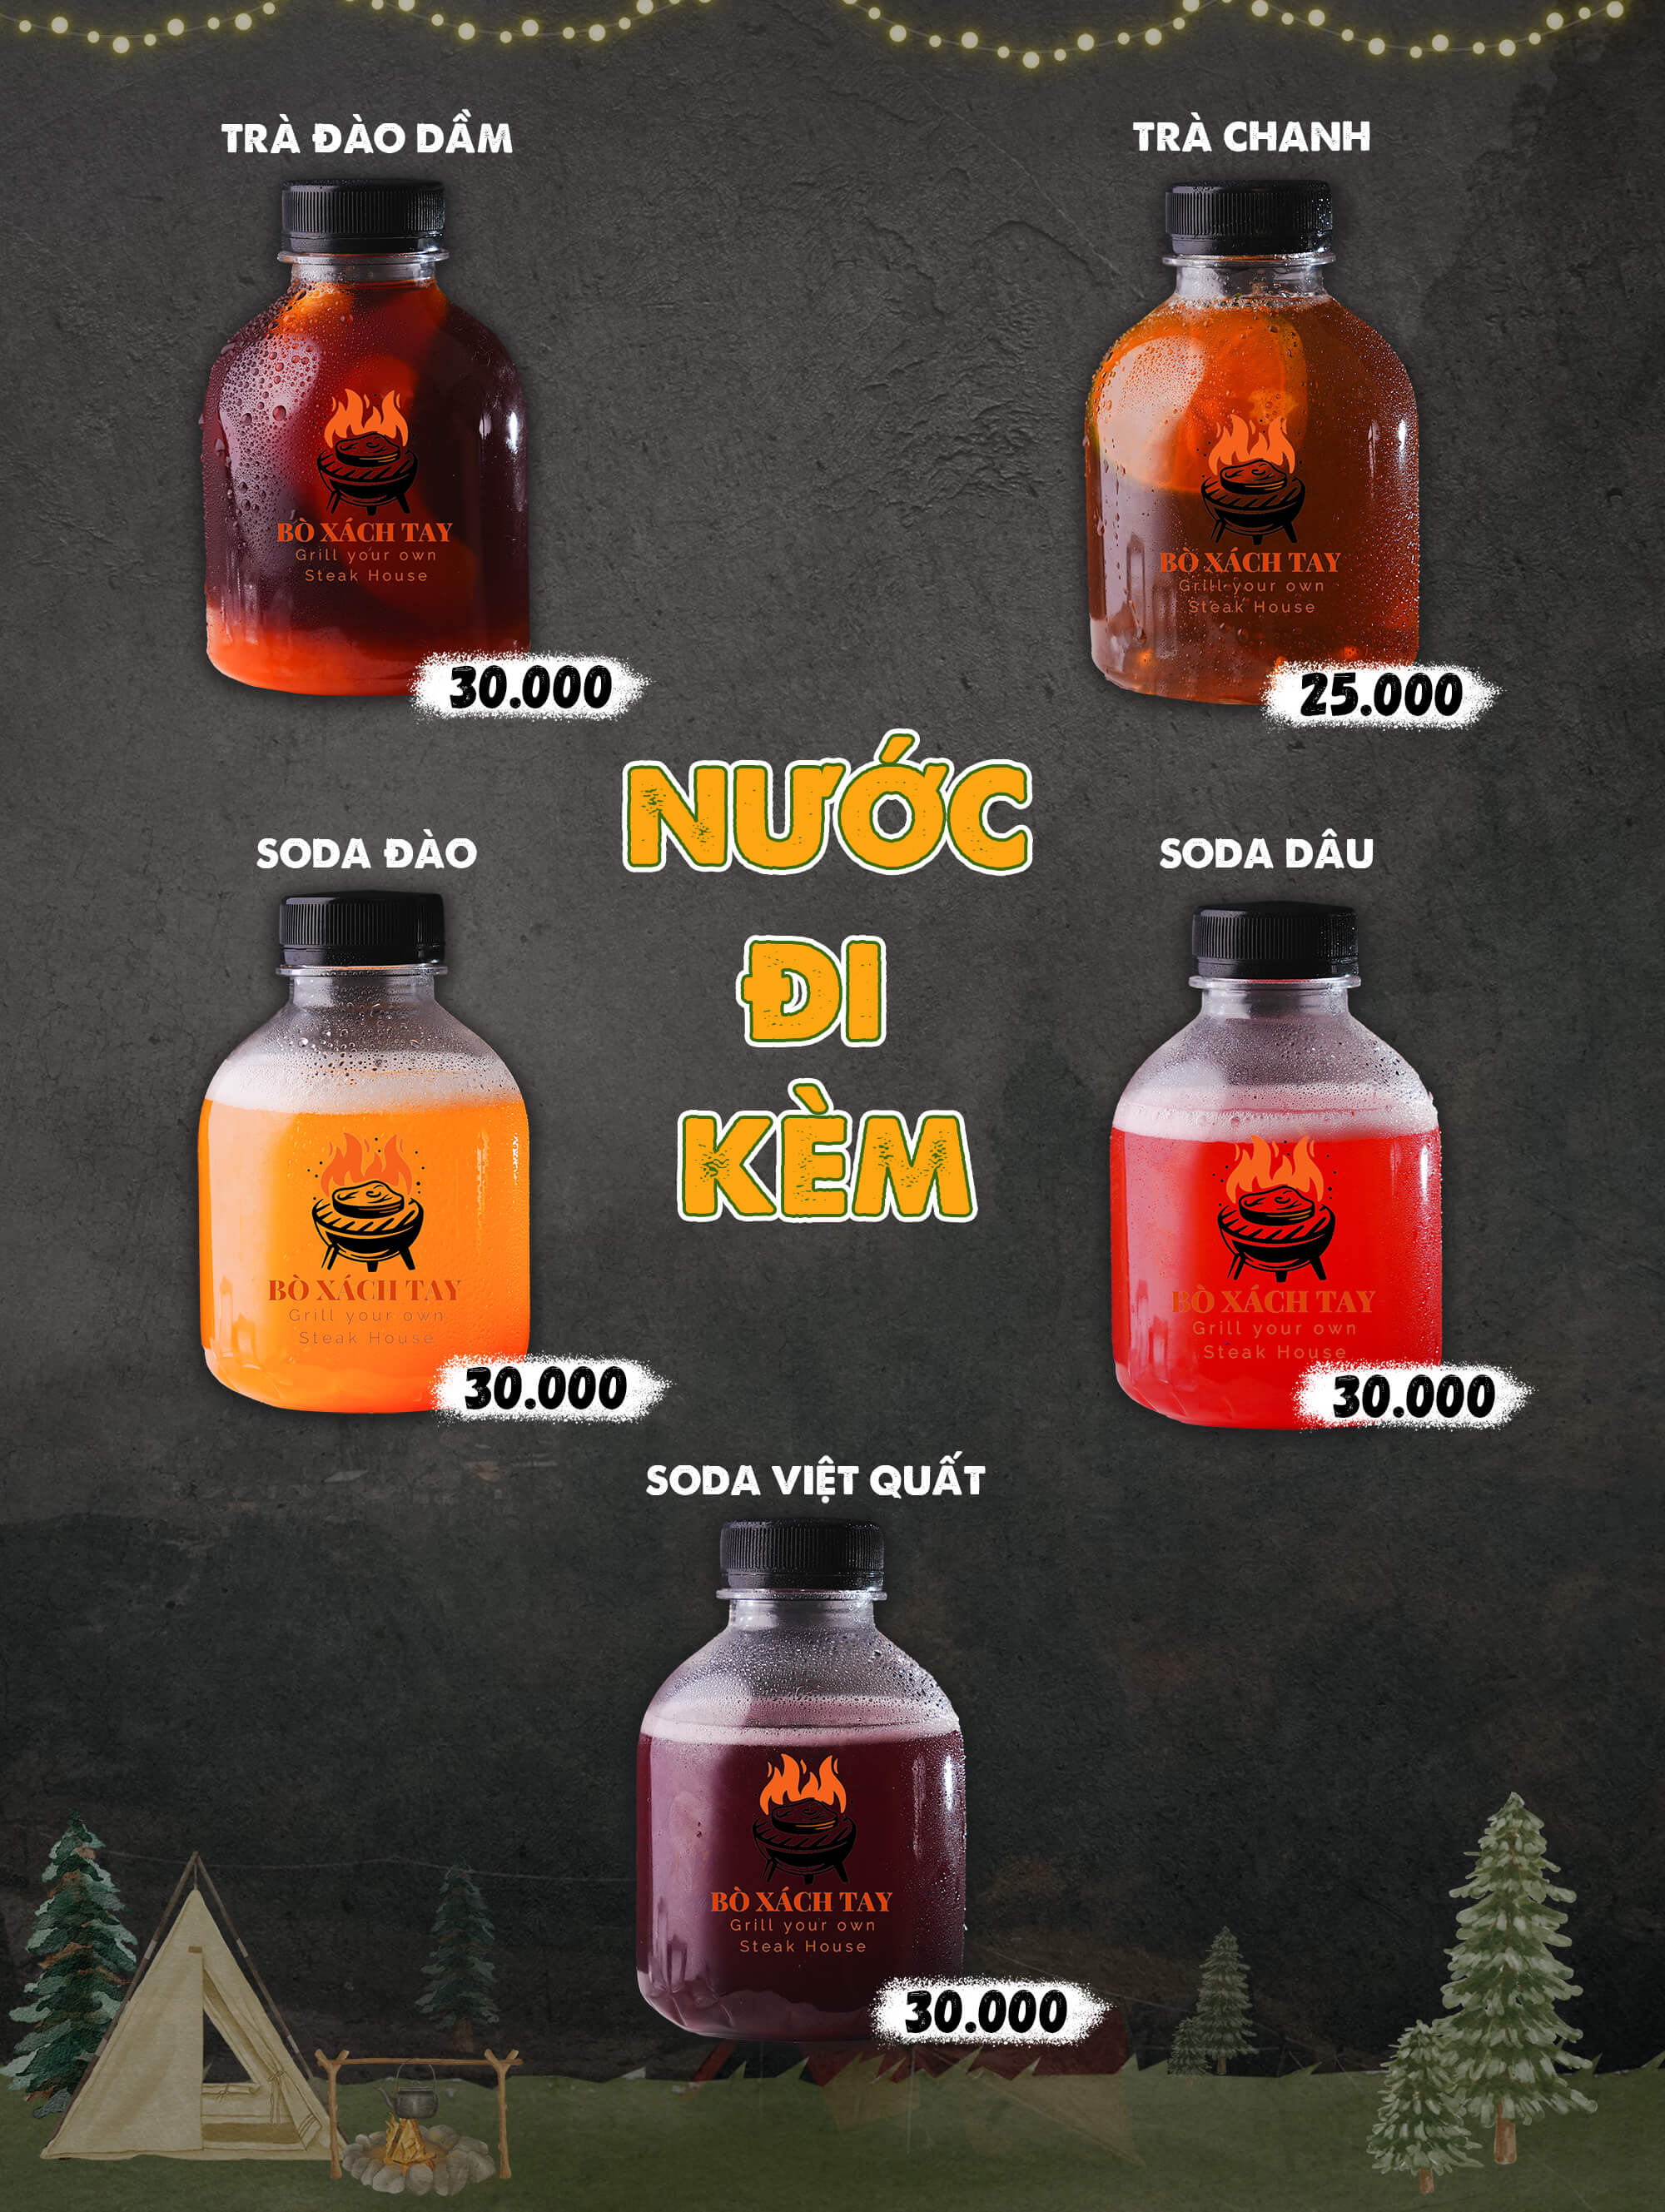 TRÀ ĐÀO DẦM
BÒ XÁCH TAY
Grill your own
Steak House
30.000
TRÀ CHANH
BÒ XÁCH TAY
Grill your own
Steak House
25.000
NƯỚC
ĐI
KÈM
SODA ĐÀO
BÒ XÁCH TAY
Grill your own
Steak House
30.000
SODA DÂU
BÒ XÁCH TAY
Grill your own
Steak House
30.000
SODA VIỆT QUẤT
BÒ XÁCH TAY
Grill your own
Steak House
30.000